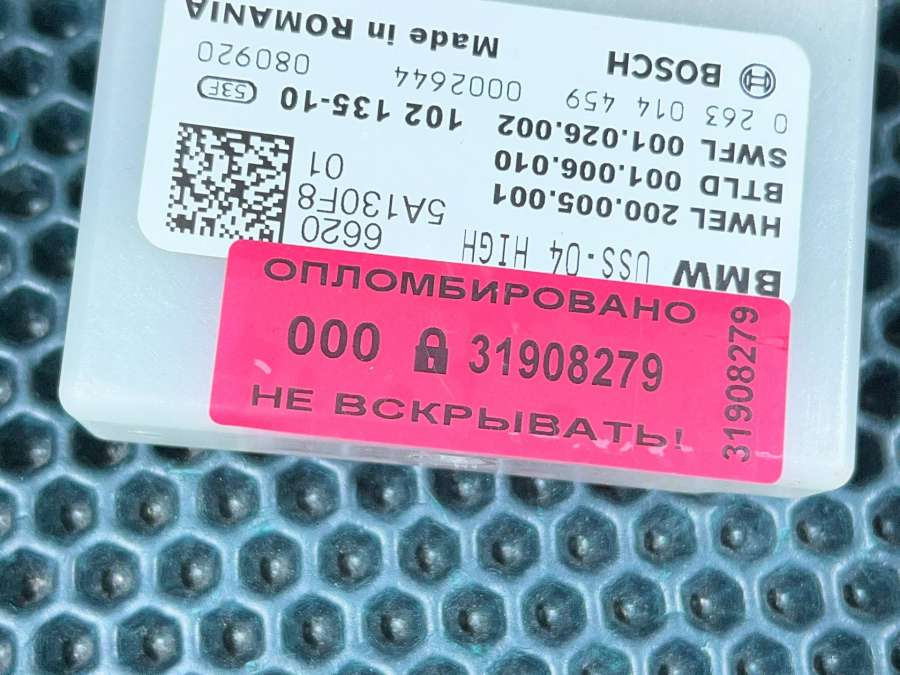 BMW USS-04 HIGH 6620
HWEL 200.005.001 5A130F8
BTLD 001.006.010 01
SWFL 001.026.002 102 135-10 53F
0 263 014 459 0002644 080920
BOSCH Made in ROMANIA
ОПЛОМБИРОВАНО
000 31908279
НЕ ВСКРЫВАТЬ!
31908279